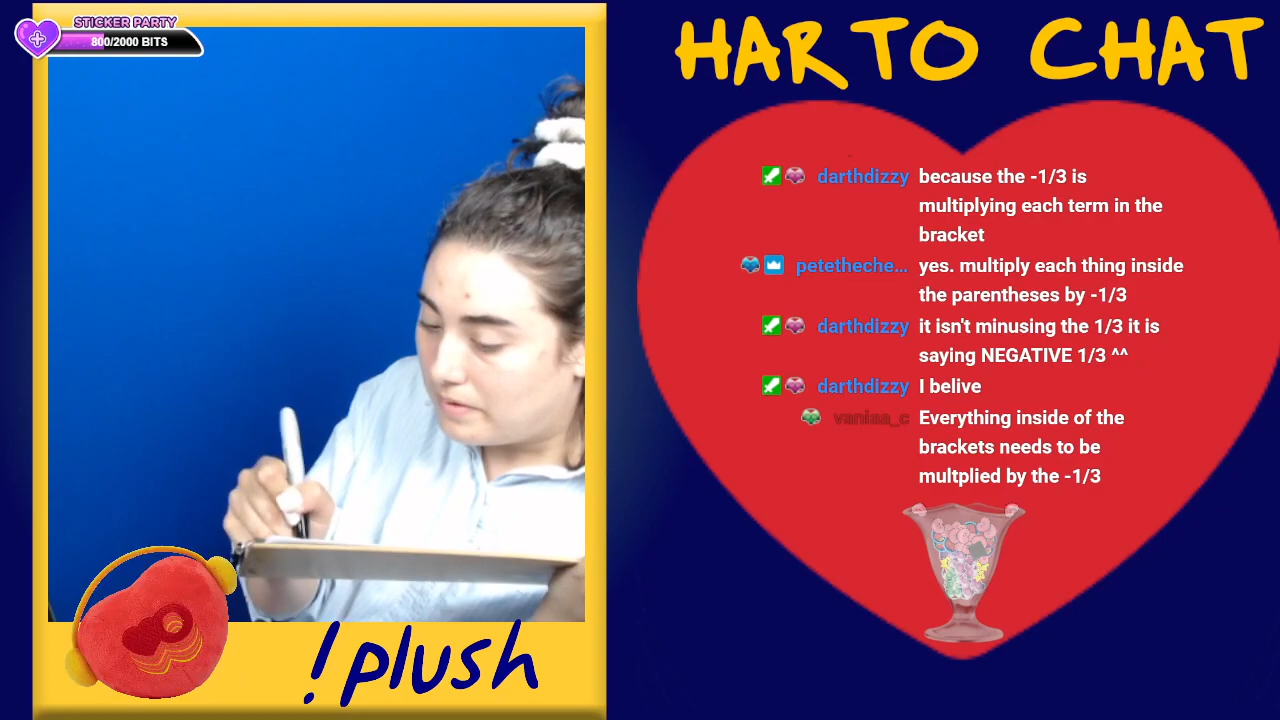 STICKER PARTY
800/2000 BITS
HAR TO CHAT
darthdizzy because the -1/3 is
multiplying each term in the
bracket
petetheche... yes. multiply each thing inside
the parentheses by -1/3
darthdizzy it isn't minusing the 1/3 it is
saying NEGATIVE 1/3 ^^
darthdizzy I belive
vaniaa_c Everything inside of the
brackets needs to be
multplied by the -1/3
!plush